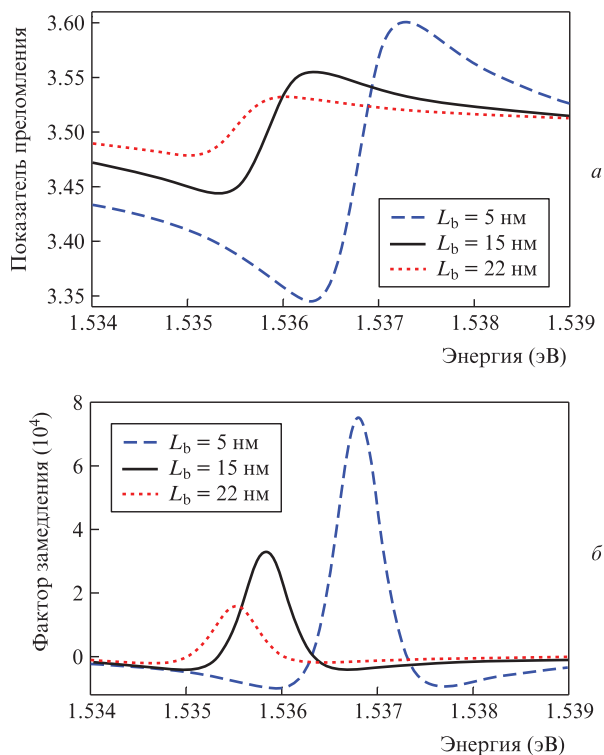 Показатель преломления
3.60
3.55
3.50
3.45
3.40
3.35
L_b = 5 нм
L_b = 15 нм
L_b = 22 нм
а
1.534 1.535 1.536 1.537 1.538 1.539
Энергия (эВ)
Фактор замедления (10⁴)
8
6
4
2
0
-2
L_b = 5 нм
L_b = 15 нм
L_b = 22 нм
б
1.534 1.535 1.536 1.537 1.538 1.539
Энергия (эВ)